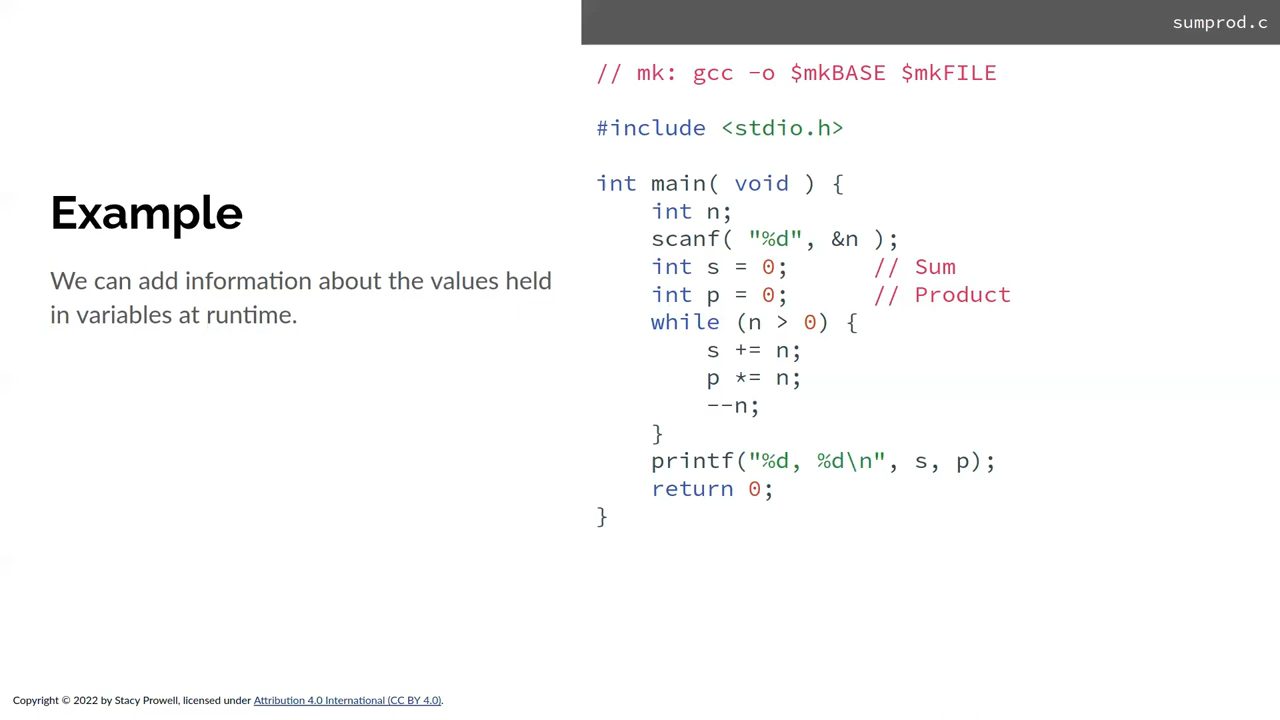 sumprod.c
Example
We can add information about the values held
in variables at runtime.
// mk: gcc -o $mkBASE $mkFILE
#include <stdio.h>
int main( void ) {
    int n;
    scanf( "%d", &n );
    int s = 0;      // Sum
    int p = 0;      // Product
    while (n > 0) {
        s += n;
        p *= n;
        --n;
    }
    printf("%d, %d\n", s, p);
    return 0;
}
Copyright © 2022 by Stacy Prowell, licensed under Attribution 4.0 International (CC BY 4.0).